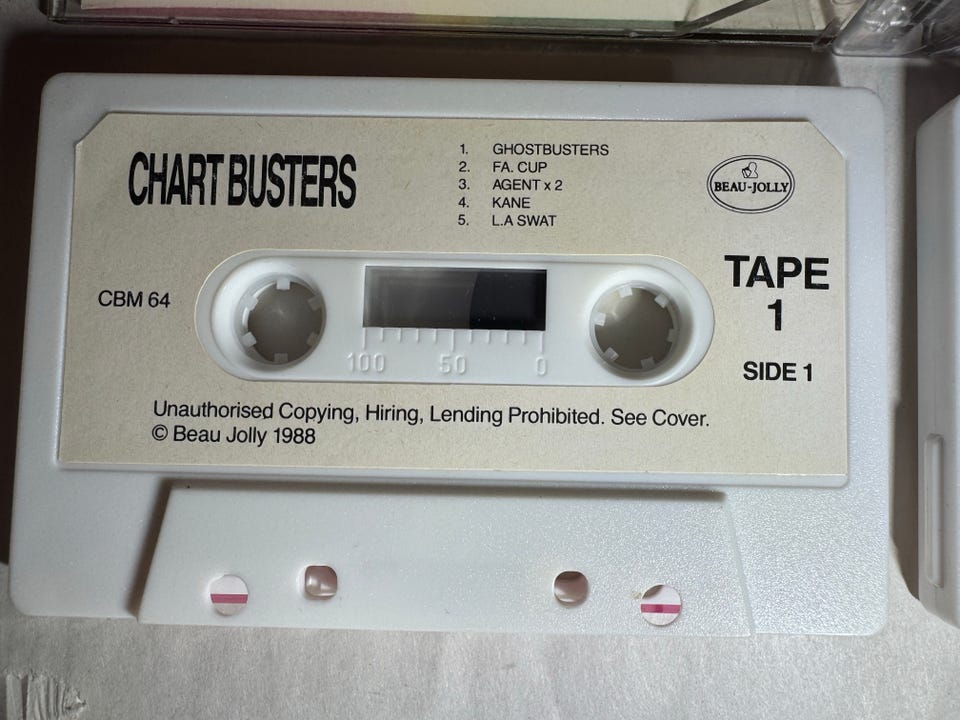 CHART BUSTERS
1. GHOSTBUSTERS
2. FA. CUP
3. AGENT x 2
4. KANE
5. L.A SWAT
BEAU-JOLLY
CBM 64
TAPE
1
SIDE 1
100 50 0
Unauthorised Copying, Hiring, Lending Prohibited. See Cover.
© Beau Jolly 1988